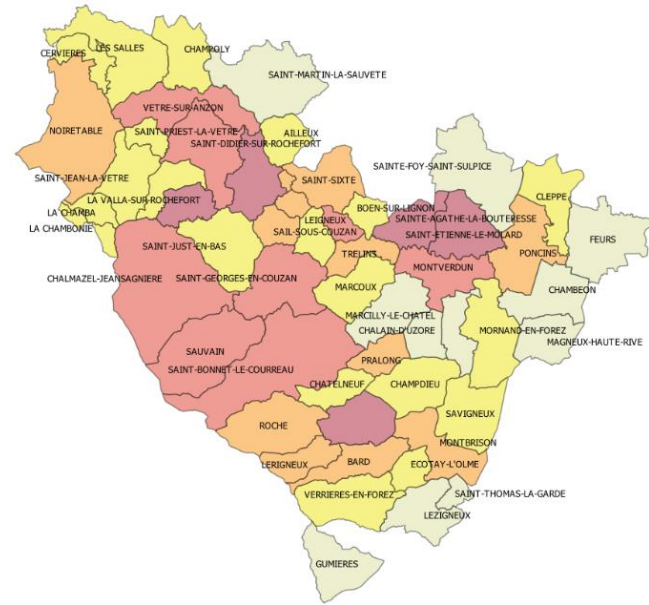 LES SALLES
CERVIERES
CHAMPOLY
SAINT-MARTIN-LA-SAUVETE
VETRE-SUR-ANZON
NOIRETABLE
SAINT-PRIEST-LA-VETRE
AILLEUX
SAINT-DIDIER-SUR-ROCHEFORT
SAINTE-FOY-SAINT-SULPICE
SAINT-JEAN-LA-VETRE
SAINT-SIXTE
CLEPPE
LA VALLA-SUR-ROCHEFORT
BOEN-SUR-LIGNON
LA CHAMBA
LEIGNEUX
SAINTE-AGATHE-LA-BOUTERESSE
LA CHAMBONIE
SAIL-SOUS-COUZAN
SAINT-ETIENNE-LE-MOLARD
FEURS
SAINT-JUST-EN-BAS
TRELINS
PONCINS
MONTVERDUN
CHALMAZEL-JEANSAGNIERE
SAINT-GEORGES-EN-COUZAN
MARCOUX
CHAMBEON
MARCILLY-LE-CHATEL
CHALAIN-D'UZORE
MORNAND-EN-FOREZ
MAGNEUX-HAUTE-RIVE
SAUVAIN
PRALONG
SAINT-BONNET-LE-COURREAU
CHATELNEUF
CHAMPDIEU
SAVIGNEUX
ROCHE
MONTBRISON
LERIGNEUX
BARD
ECOTAY-L'OLME
VERRIERES-EN-FOREZ
SAINT-THOMAS-LA-GARDE
LEZIGNEUX
GUMIERES